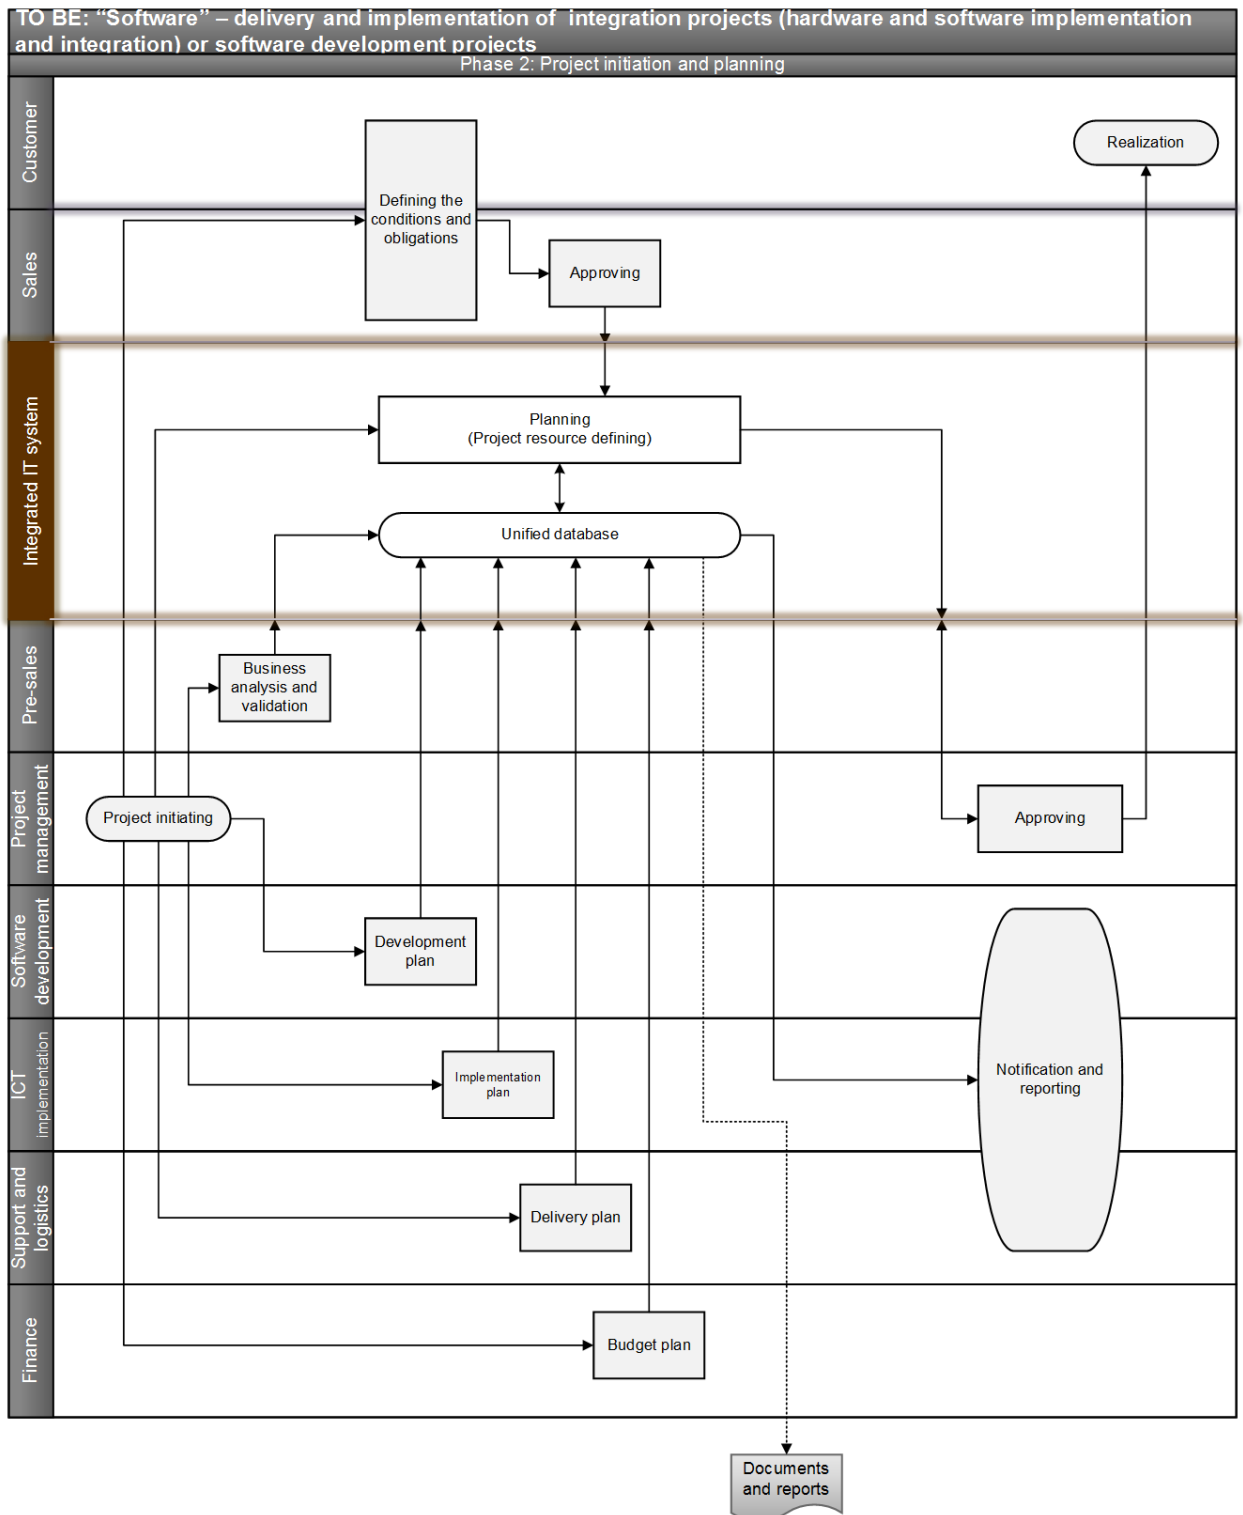 TO BE: “Software” – delivery and implementation of integration projects (hardware and software implementation
and integration) or software development projects
Phase 2: Project initiation and planning
Customer
Realization
Defining the
conditions and
obligations
Sales
Approving
Integrated IT system
Planning
(Project resource defining)
Unified database
Pre-sales
Business
analysis and
validation
Project
management
Project initiating
Approving
Software
development
Development
plan
ICT
implementation
Implementation
plan
Notification and
reporting
Support and
logistics
Delivery plan
Finance
Budget plan
Documents
and reports